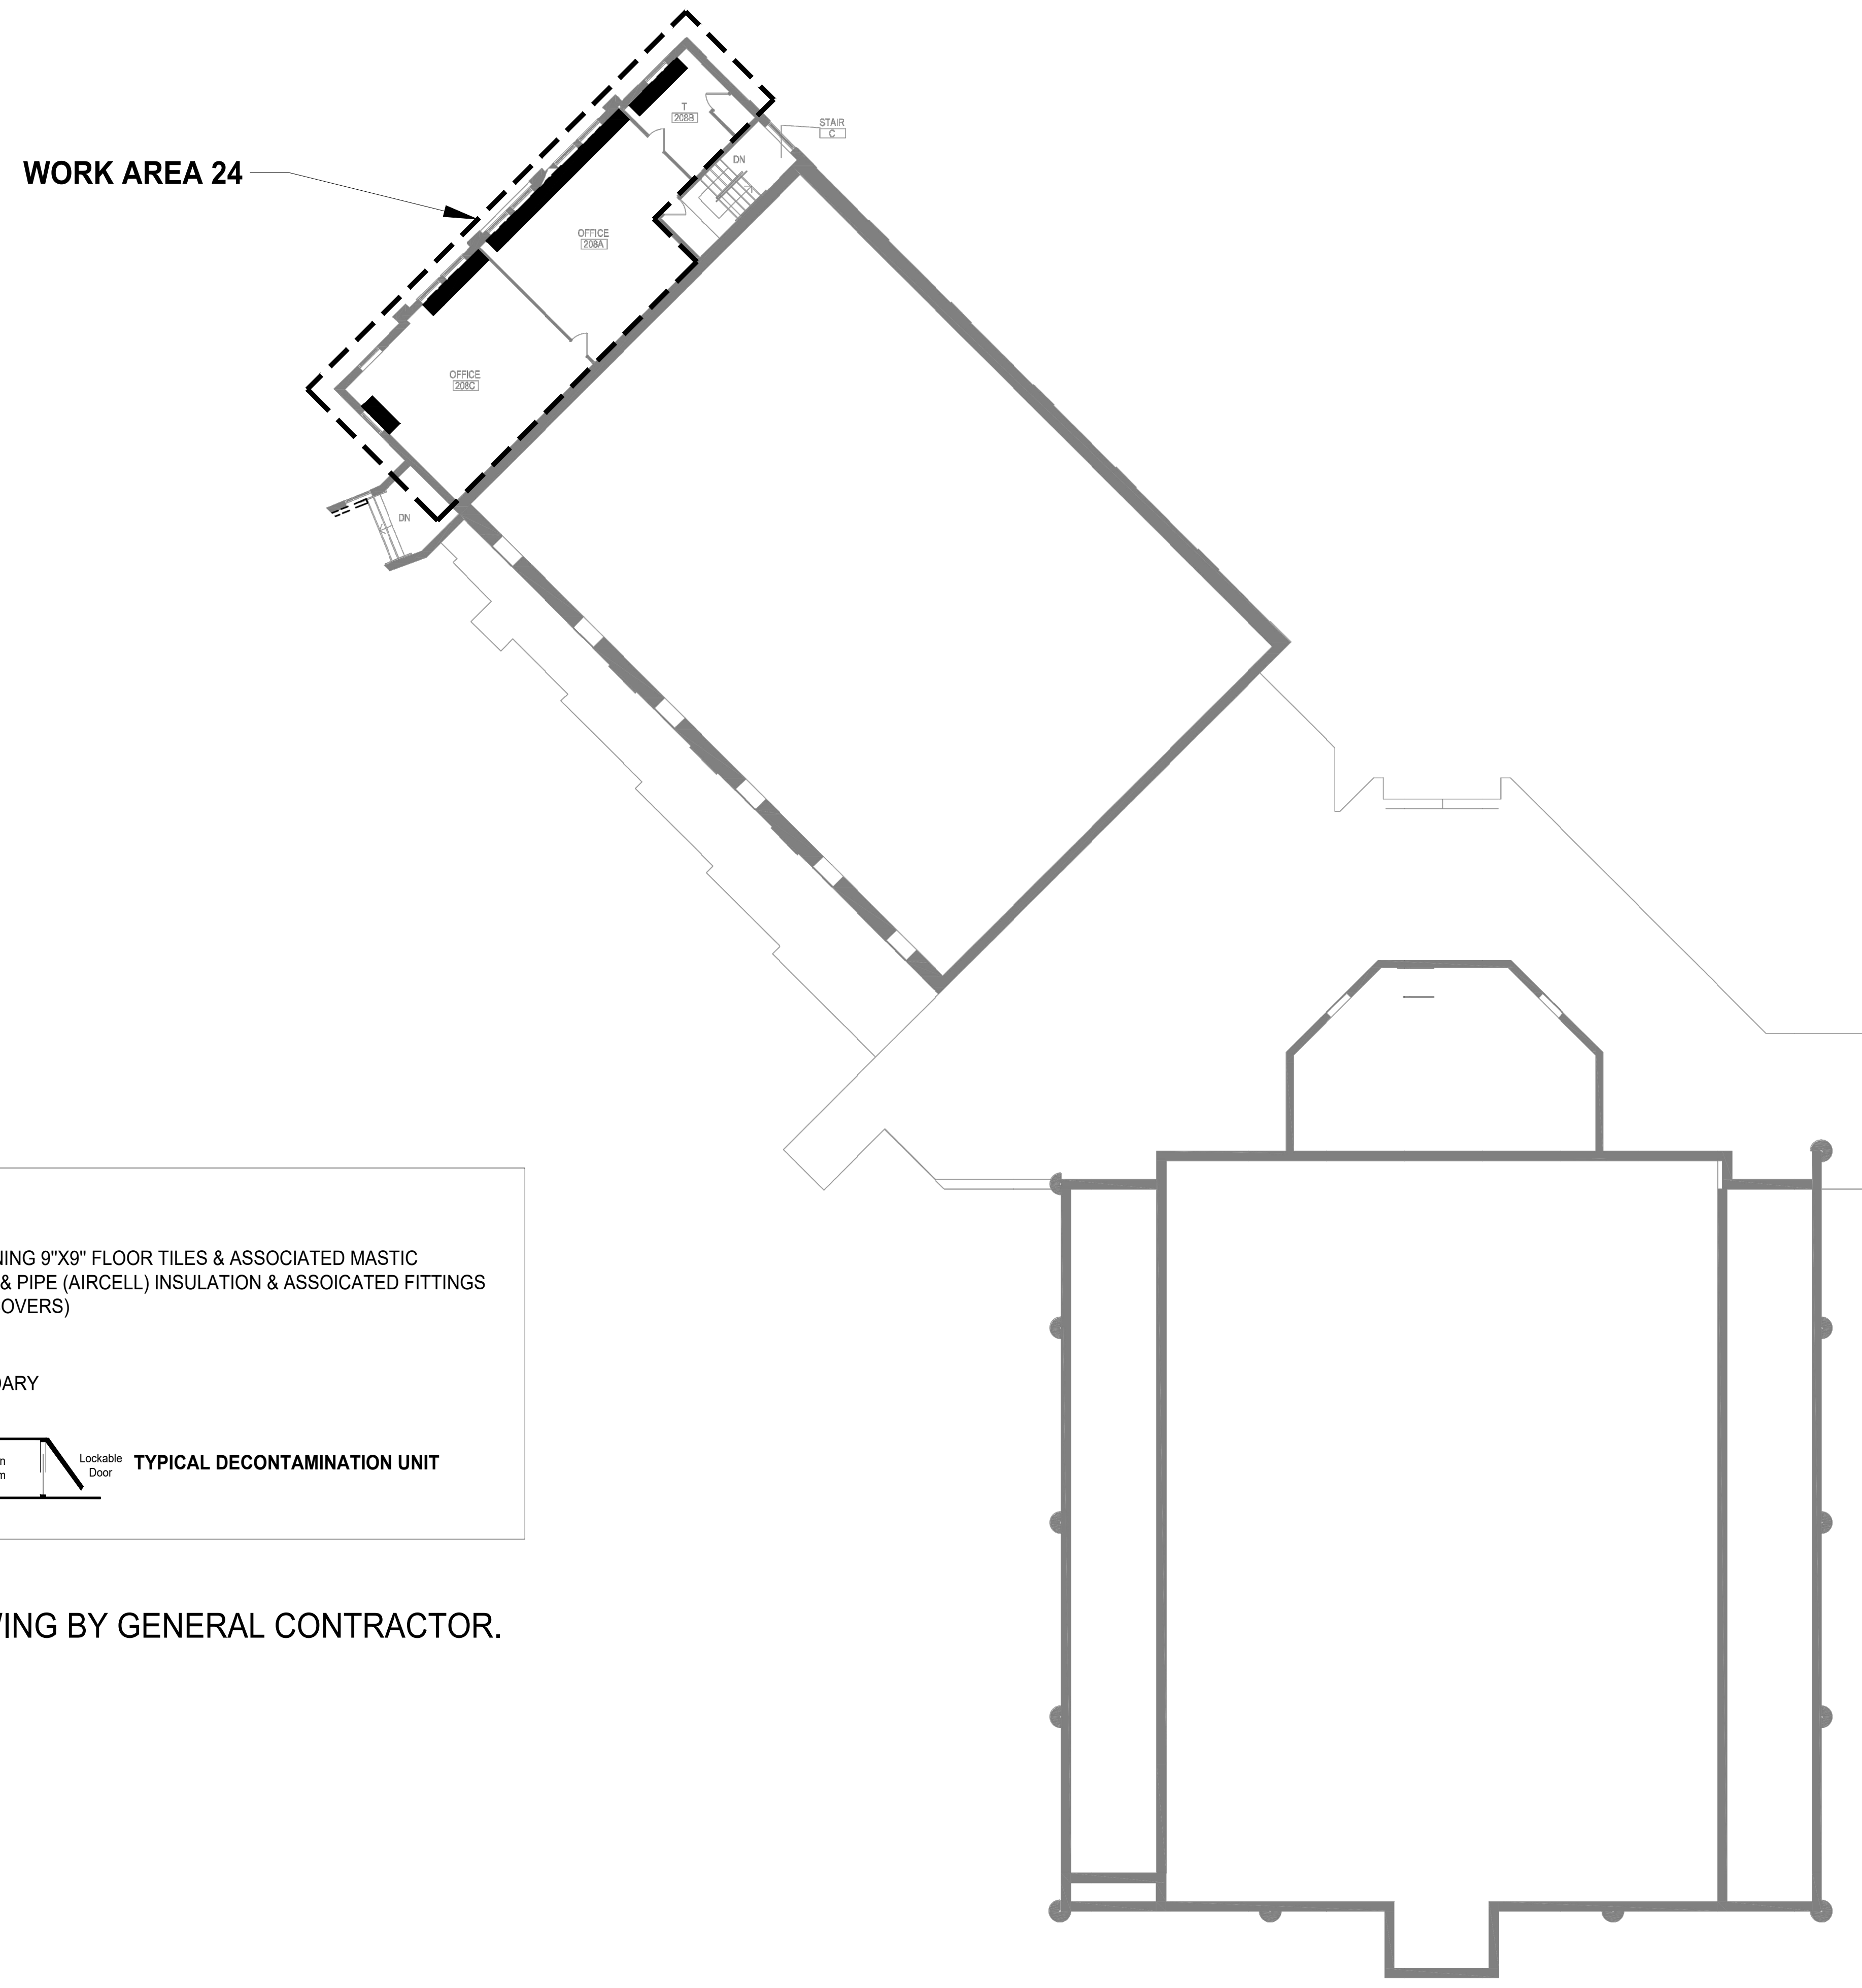 T
208B
STAIR
C
DN
WORK AREA 24
OFFICE
208A
OFFICE
208C
DN
NING 9"X9" FLOOR TILES & ASSOCIATED MASTIC
& PIPE (AIRCELL) INSULATION & ASSOICATED FITTINGS
OVERS)
DARY
n
m
Lockable
Door
TYPICAL DECONTAMINATION UNIT
WING BY GENERAL CONTRACTOR.